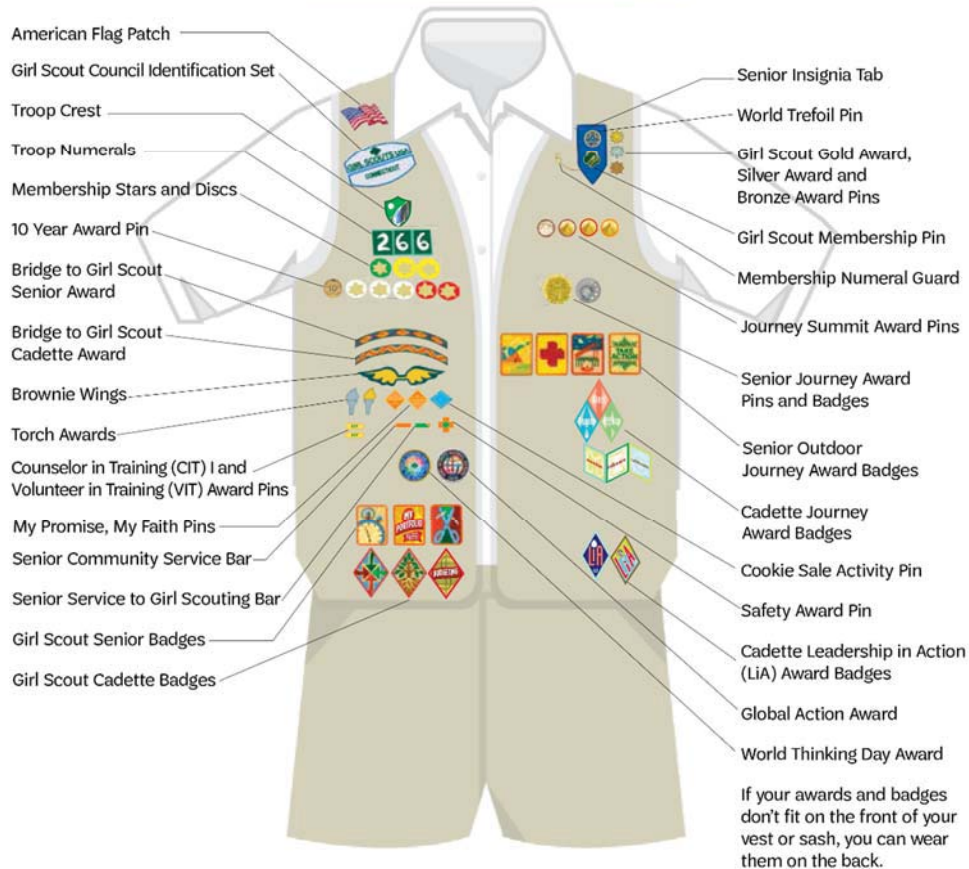 American Flag Patch
Girl Scout Council Identification Set
Troop Crest
Troop Numerals
Membership Stars and Discs
10 Year Award Pin
Bridge to Girl Scout
Senior Award
Bridge to Girl Scout
Cadette Award
Brownie Wings
Torch Awards
Counselor in Training (CIT) I and
Volunteer in Training (VIT) Award Pins
My Promise, My Faith Pins
Senior Community Service Bar
Senior Service to Girl Scouting Bar
Girl Scout Senior Badges
Girl Scout Cadette Badges
CONNECTICUT
266
10
MY
PORTFOLIO
TAKE
ACTION
LiA
LiA
Senior Insignia Tab
World Trefoil Pin
Girl Scout Gold Award,
Silver Award and
Bronze Award Pins
Girl Scout Membership Pin
Membership Numeral Guard
Journey Summit Award Pins
Senior Journey Award
Pins and Badges
Senior Outdoor
Journey Award Badges
Cadette Journey
Award Badges
Cookie Sale Activity Pin
Safety Award Pin
Cadette Leadership in Action
(LiA) Award Badges
Global Action Award
World Thinking Day Award
If your awards and badges
don't fit on the front of your
vest or sash, you can wear
them on the back.